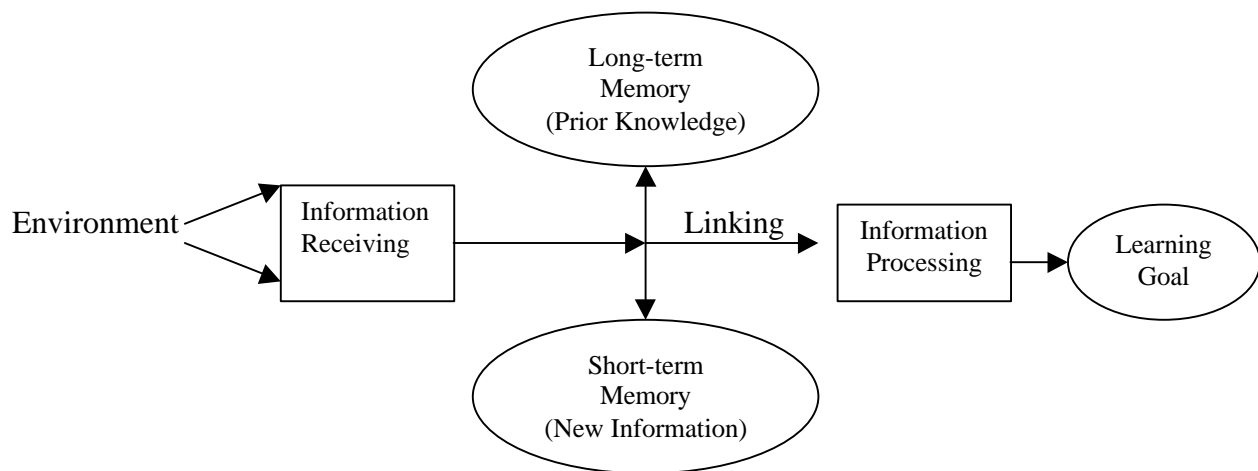 Long-term
Memory
(Prior Knowledge)
Environment
Information
Receiving
Linking
Information
Processing
Learning
Goal
Short-term
Memory
(New Information)